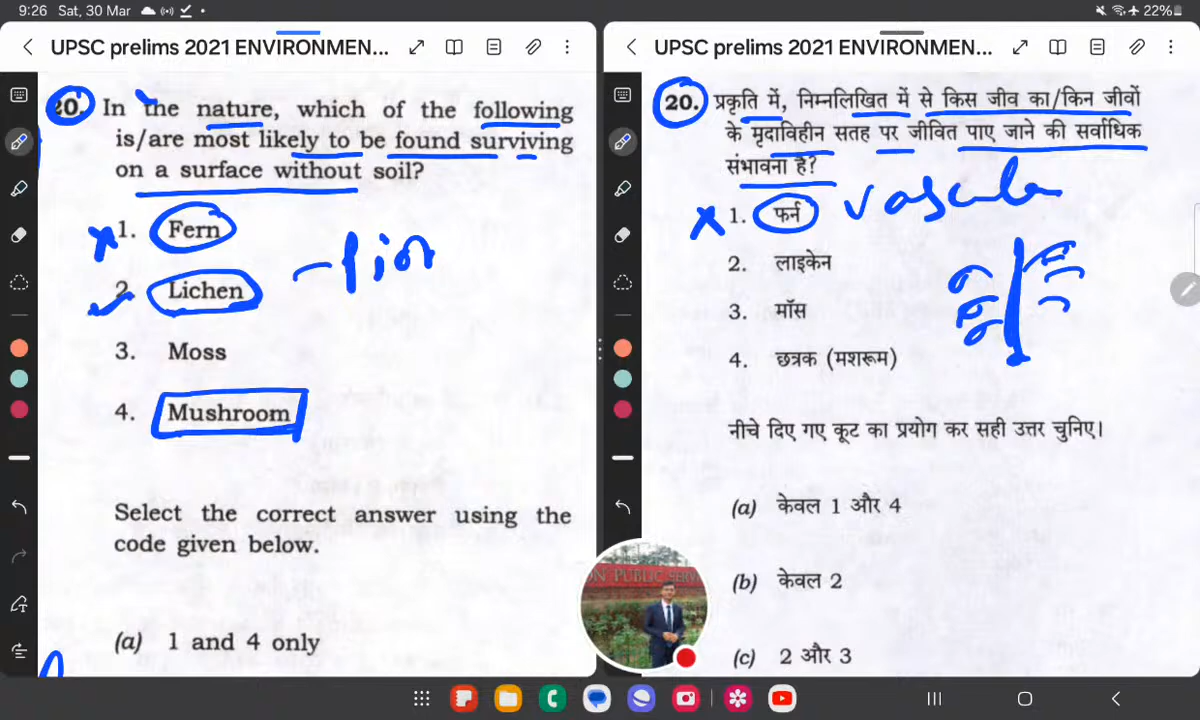 9:26 Sat, 30 Mar
22%
UPSC prelims 2021 ENVIRONMEN...
20. In the nature, which of the following
is/are most likely to be found surviving
on a surface without soil?
1. Fern
2. Lichen
3. Moss
4. Mushroom
Select the correct answer using the
code given below.
(a) 1 and 4 only
UPSC prelims 2021 ENVIRONMEN...
20. प्रकृति में, निम्नलिखित में से किस जीव का/किन जीवों
के मृदाविहीन सतह पर जीवित पाए जाने की सर्वाधिक
संभावना है?
1. फर्न
2. लाइकेन
3. मॉस
4. छत्रक (मशरूम)
नीचे दिए गए कूट का प्रयोग कर सही उत्तर चुनिए।
(a) केवल 1 और 4
(b) केवल 2
(c) 2 और 3